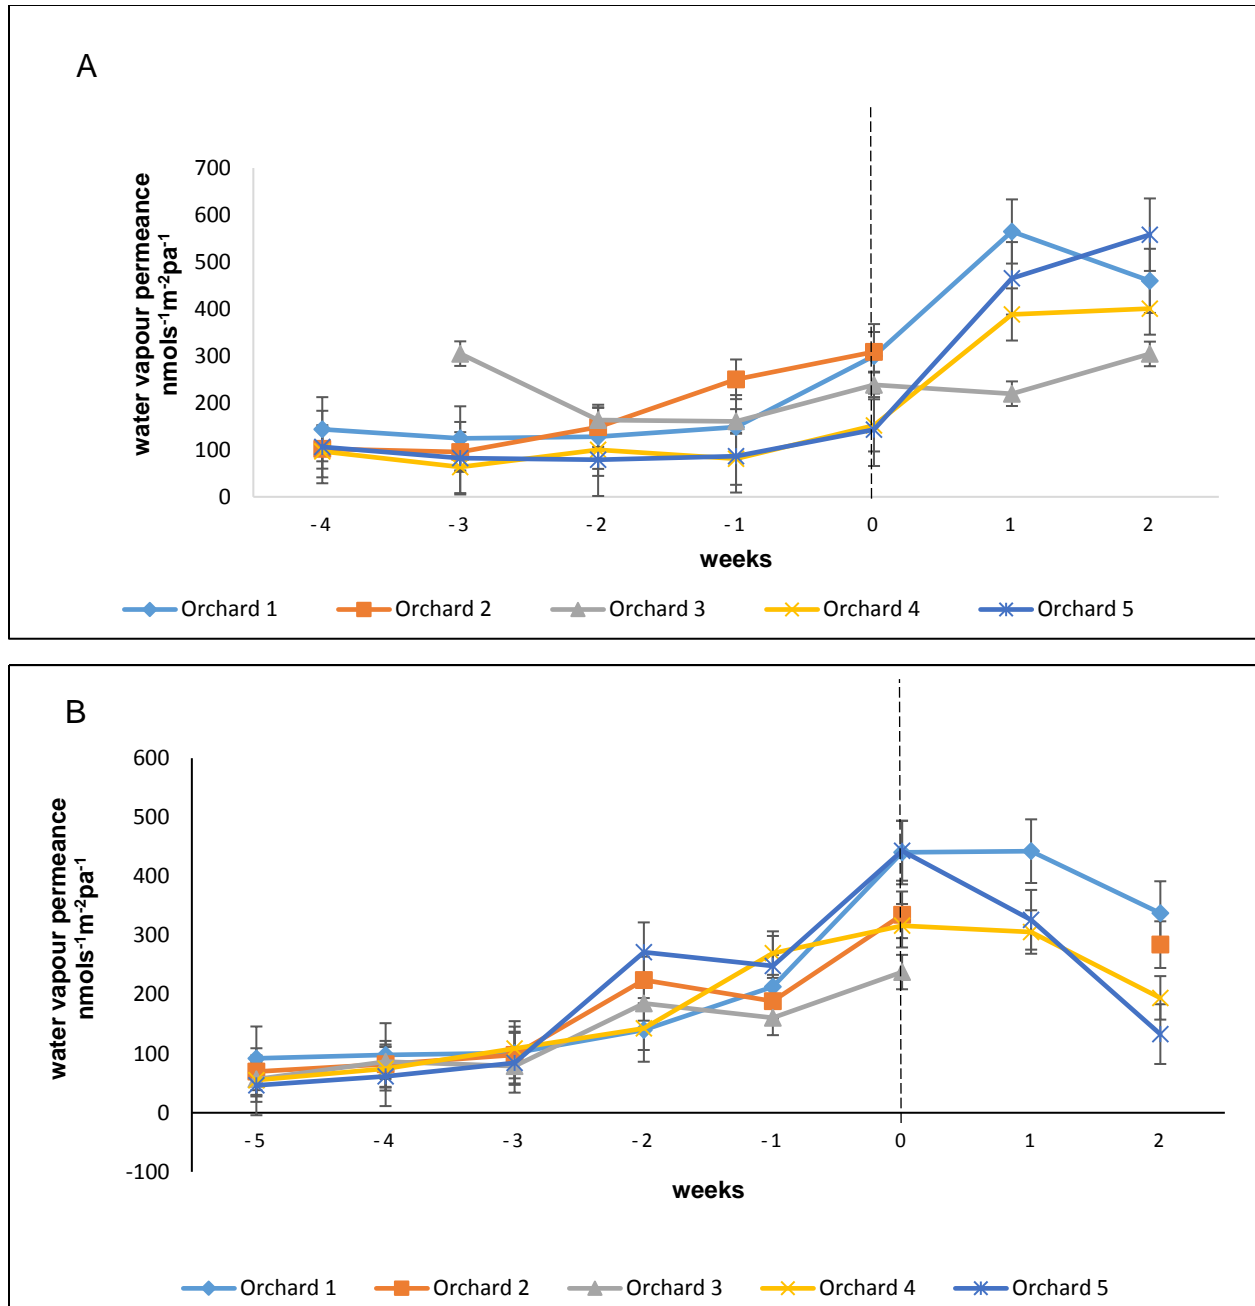 A
water vapour permeance
nmols⁻¹m⁻²pa⁻¹
700
600
500
400
300
200
100
0
-4 -3 -2 -1 0 1 2
weeks
Orchard 1 Orchard 2 Orchard 3 Orchard 4 Orchard 5
B
water vapour permeance
nmols⁻¹m⁻²pa⁻¹
600
500
400
300
200
100
0
-100
-5 -4 -3 -2 -1 0 1 2
weeks
Orchard 1 Orchard 2 Orchard 3 Orchard 4 Orchard 5